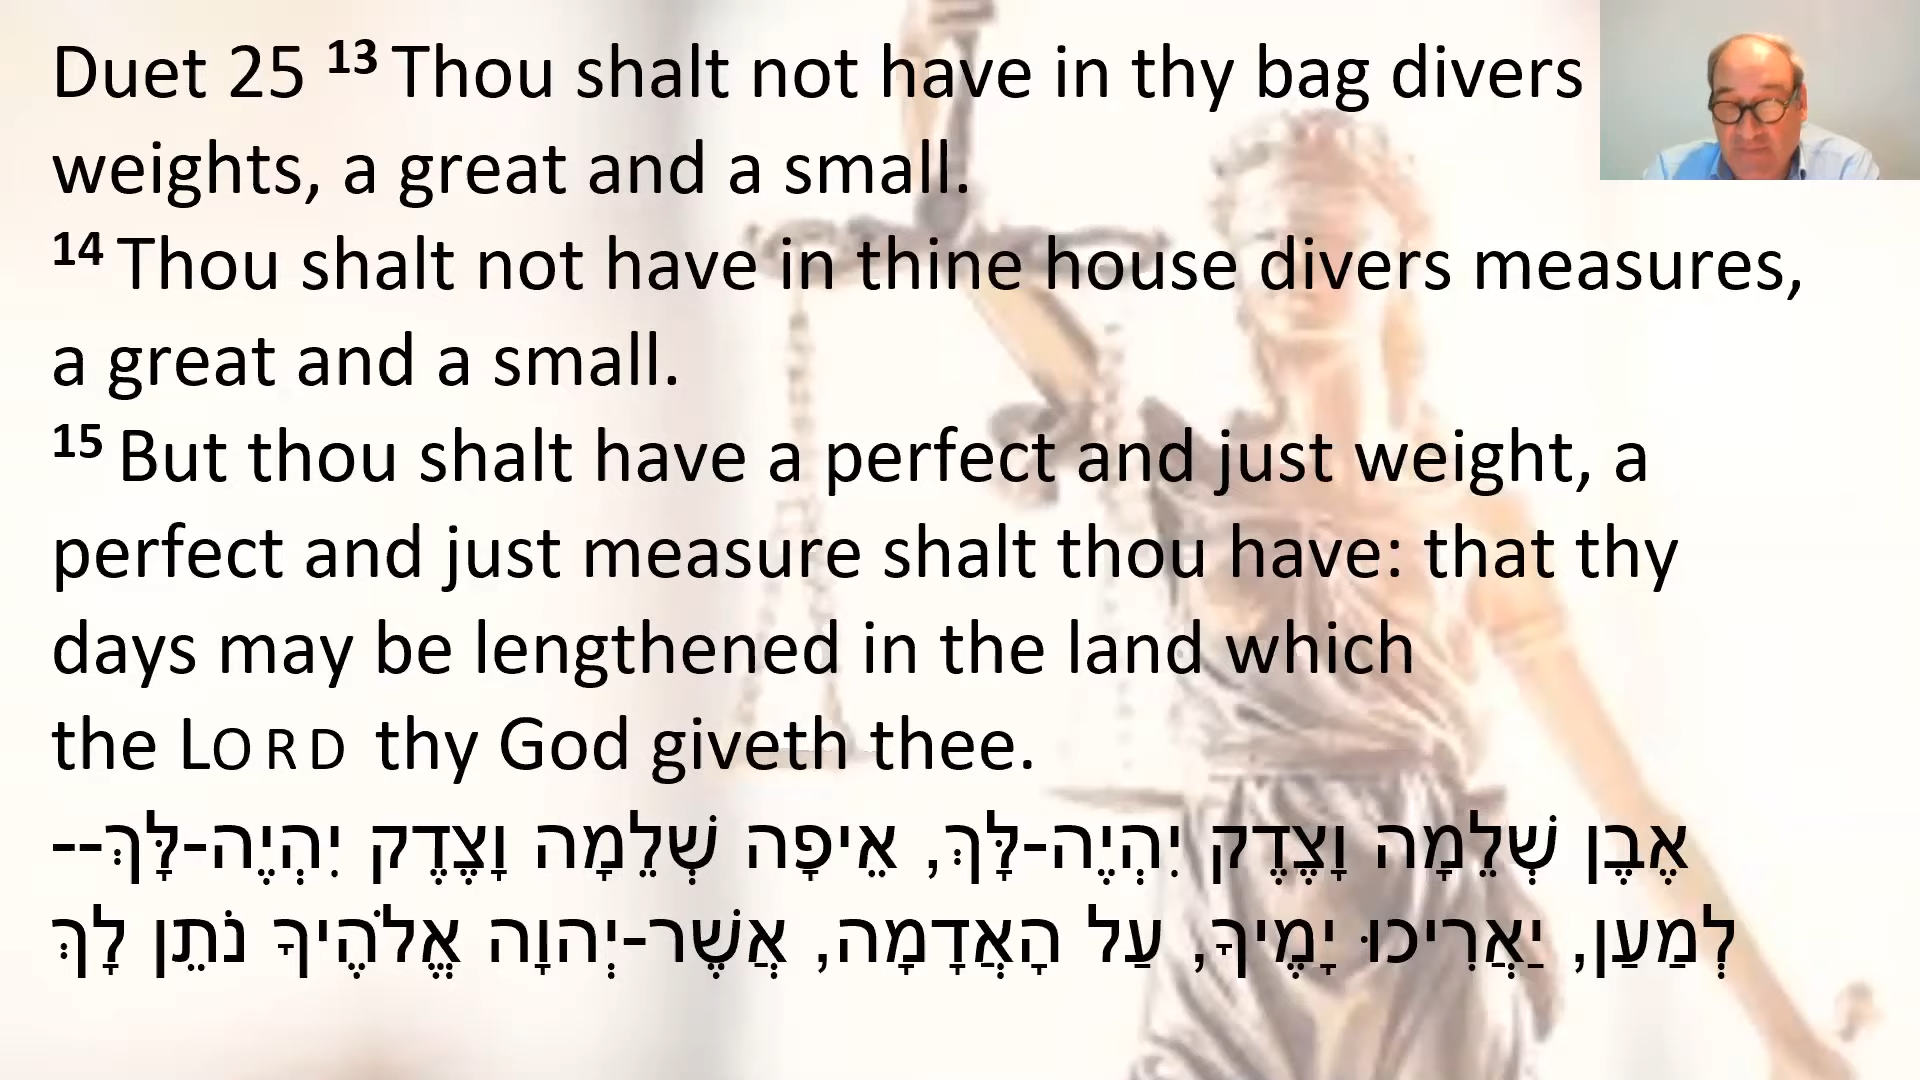 Duet 25 13 Thou shalt not have in thy bag divers
weights, a great and a small.
14 Thou shalt not have in thine house divers measures,
a great and a small.
15 But thou shalt have a perfect and just weight, a
perfect and just measure shalt thou have: that thy
days may be lengthened in the land which
the LORD thy God giveth thee.
אֶבֶן שְׁלֵמָה וָצֶדֶק יִהְיֶה-לָּךְ, אֵיפָה שְׁלֵמָה וָצֶדֶק יִהְיֶה-לָּךְ--
לְמַעַן, יַאֲרִיכוּ יָמֶיךָ, עַל הָאֲדָמָה, אֲשֶׁר-יְהוָה אֱלֹהֶיךָ נֹתֵן לָךְ